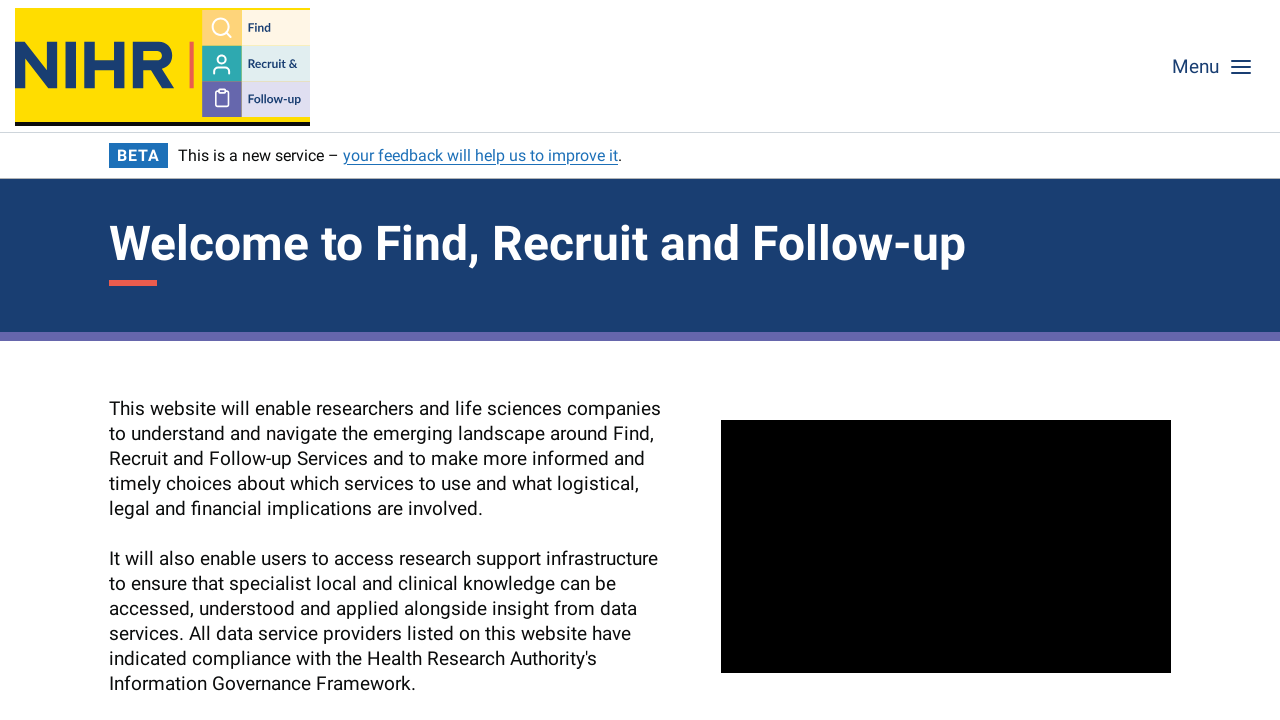 NIHR
Find
Recruit &
Follow-up
Menu
BETA This is a new service – your feedback will help us to improve it.
Welcome to Find, Recruit and Follow-up
This website will enable researchers and life sciences companies
to understand and navigate the emerging landscape around Find,
Recruit and Follow-up Services and to make more informed and
timely choices about which services to use and what logistical,
legal and financial implications are involved.
It will also enable users to access research support infrastructure
to ensure that specialist local and clinical knowledge can be
accessed, understood and applied alongside insight from data
services. All data service providers listed on this website have
indicated compliance with the Health Research Authority's
Information Governance Framework.